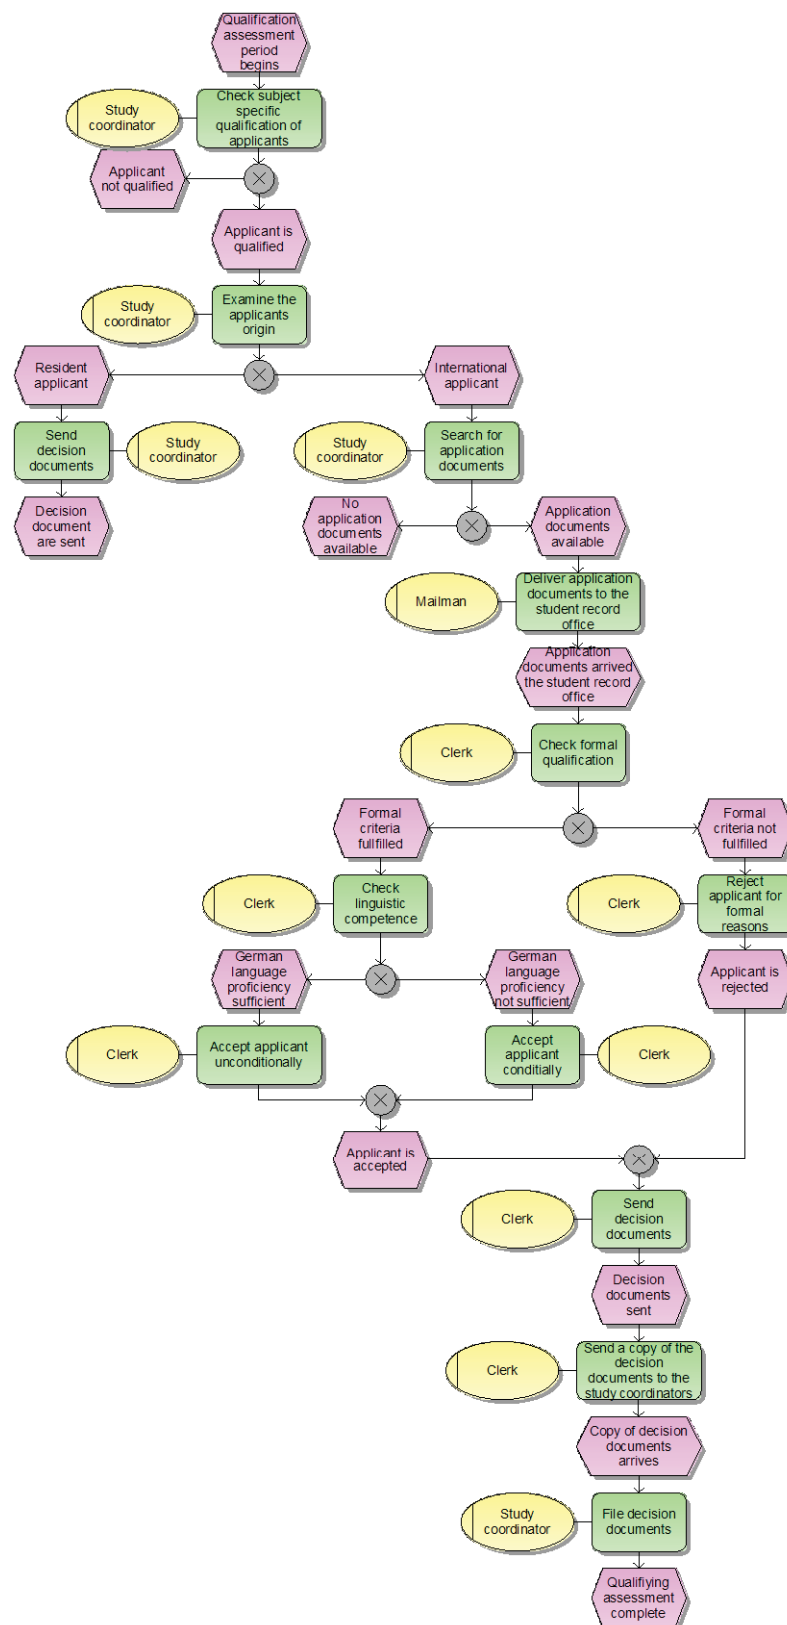 Qualification
assessment
period
begins
Study
coordinator
Check subject
specific
qualification of
applicants
Applicant
not qualified
Applicant is
qualified
Study
coordinator
Examine the
applicants
origin
Resident
applicant
International
applicant
Send
decision
documents
Study
coordinator
Study
coordinator
Search for
application
documents
Decision
document
are sent
No
application
documents
available
Application
documents
available
Mailman
Deliver application
documents to the
student record
office
Application
documents arrived
the student record
office
Clerk
Check formal
qualification
Formal
criteria
fullfilled
Formal
criteria not
fullfilled
Clerk
Check
linguistic
competence
Clerk
Reject
applicant for
formal
reasons
German
language
proficiency
sufficient
German
language
proficiency
not sufficient
Applicant is
rejected
Clerk
Accept applicant
unconditionally
Accept
applicant
conditially
Clerk
Applicant is
accepted
Clerk
Send
decision
documents
Decision
documents
sent
Clerk
Send a copy of the
decision
documents to the
study coordinators
Copy of decision
documents
arrives
Study
coordinator
File decision
documents
Qualifiying
assessment
complete